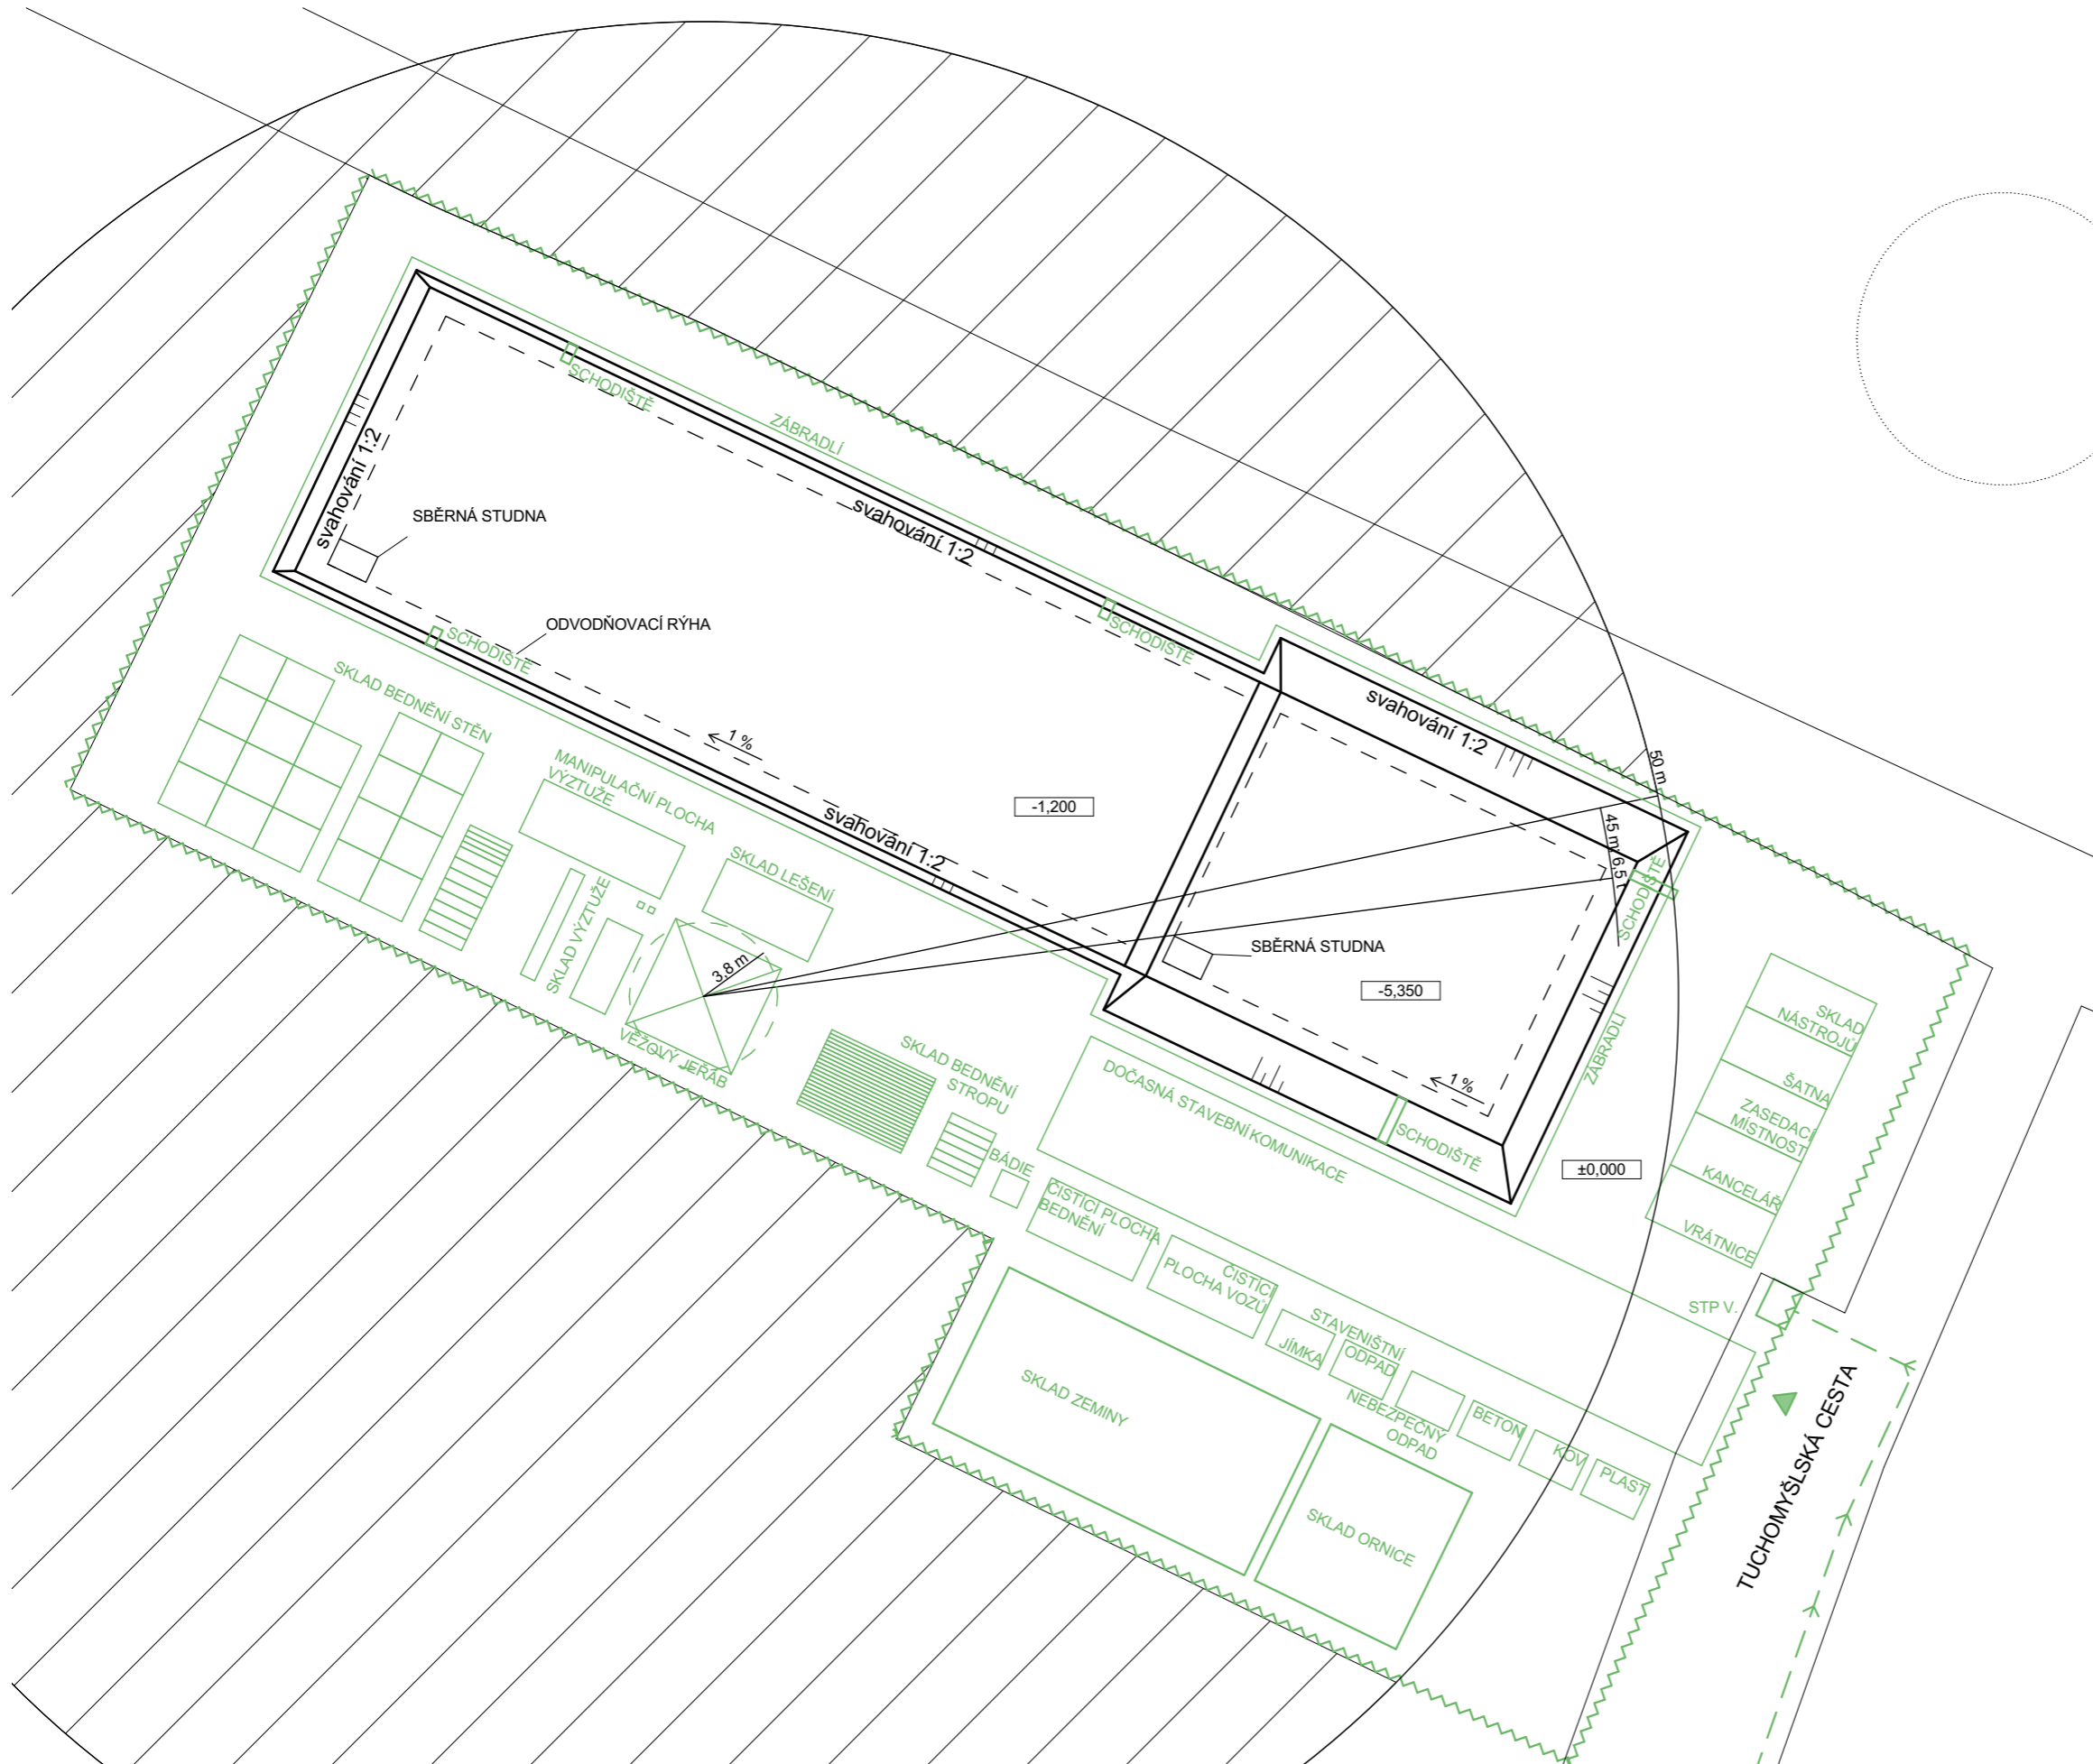 SCHODIŠTĚ
ZÁBRADLÍ
svahování 1:2
svahování 1:2
SBĚRNÁ STUDNA
ODVODŇOVACÍ RÝHA
SCHODIŠTĚ
SCHODIŠTĚ
SKLAD BEDNĚNÍ STĚN
svahování 1:2
1 %
50 m
MANIPULAČNÍ PLOCHA
VÝZTUŽE
-1,200
svahování 1:2
45 m; 6,5 t
SKLAD LEŠENÍ
SCHODIŠTĚ
SKLAD VÝZTUŽE
SBĚRNÁ STUDNA
3,8 m
-5,350
VĚŽOVÝ JEŘÁB
SKLAD
NÁSTROJŮ
ZÁBRADLÍ
SKLAD BEDNĚNÍ
STROPU
DOČASNÁ STAVEBNÍ KOMUNIKACE
1 %
ŠATNA
ZASEDACÍ
MÍSTNOST
SCHODIŠTĚ
±0,000
BÁDIE
KANCELÁŘ
ČISTÍCÍ PLOCHA
BEDNĚNÍ
VRÁTNICE
ČISTÍCÍ
PLOCHA VOZŮ
STP V.
STAVENIŠTNÍ
ODPAD
JÍMKA
SKLAD ZEMINY
NEBEZPEČNÝ
ODPAD
BETON
KOV
PLAST
TUCHOMYŠLSKÁ CESTA
SKLAD ORNICE